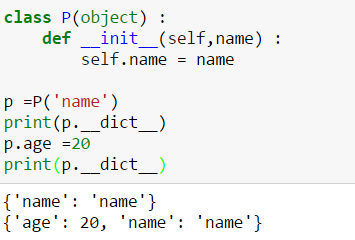 class P(object) :
    def __init__(self,name) :
        self.name = name
p =P('name')
print(p.__dict__)
p.age =20
print(p.__dict__)
{'name': 'name'}
{'age': 20, 'name': 'name'}